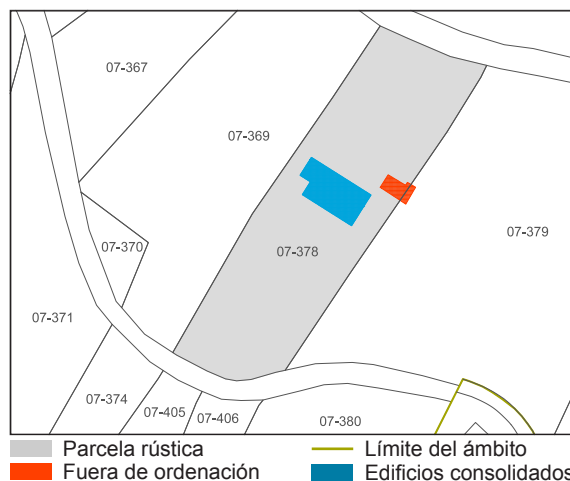 07-367
07-369
07-370
07-378
07-379
07-371
07-374
07-405
07-406
07-380
Parcela rústica
Límite del ámbito
Fuera de ordenación
Edificios consolidados